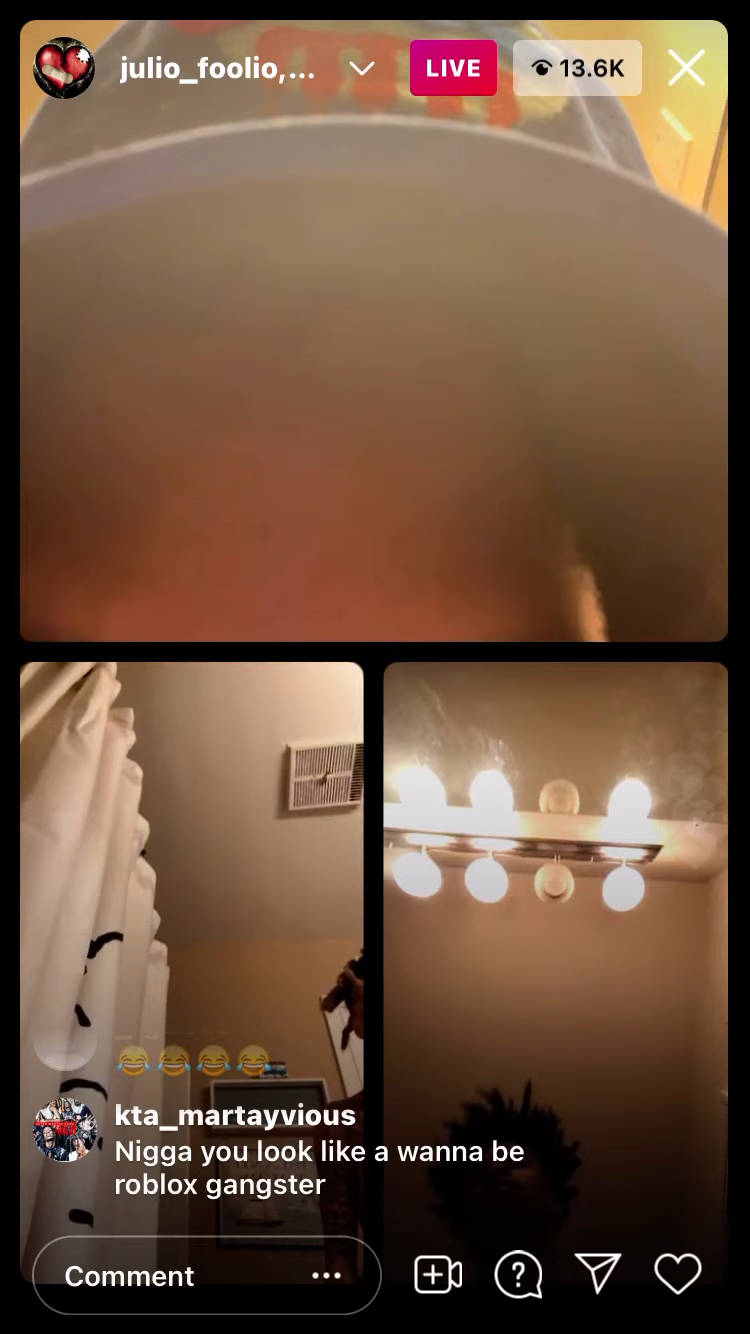 julio_foolio,...
LIVE
13.6K
😂😂😂😂
kta_martayvious
Nigga you look like a wanna be
roblox gangster
Comment